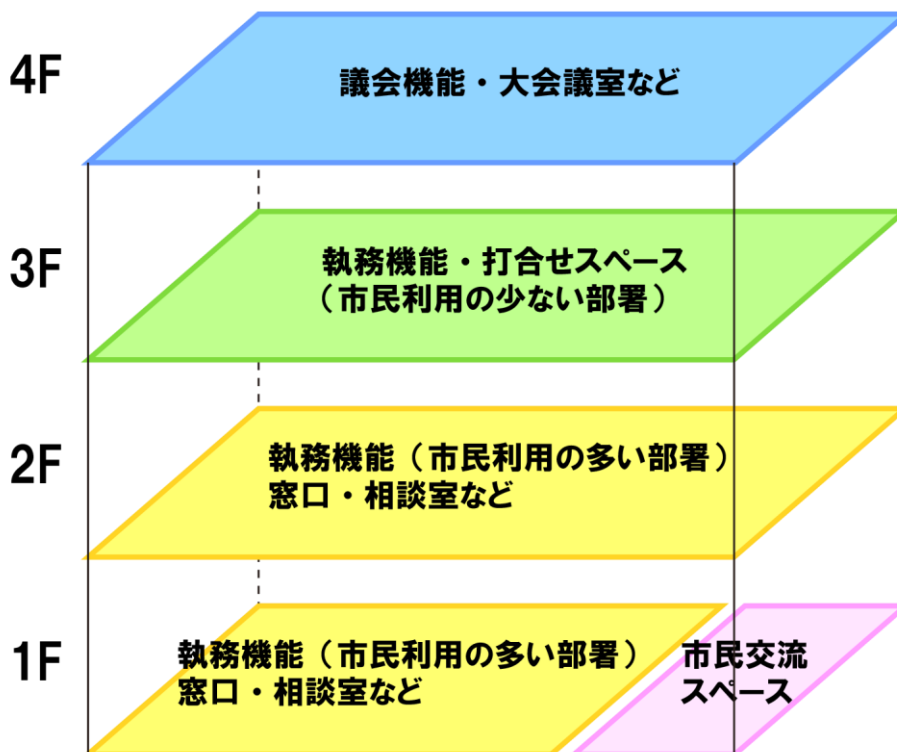 4F
議会機能・大会議室など
3F
執務機能・打合せスペース
（市民利用の少ない部署）
2F
執務機能（市民利用の多い部署）
窓口・相談室など
1F
執務機能（市民利用の多い部署）
窓口・相談室など
市民交流
スペース